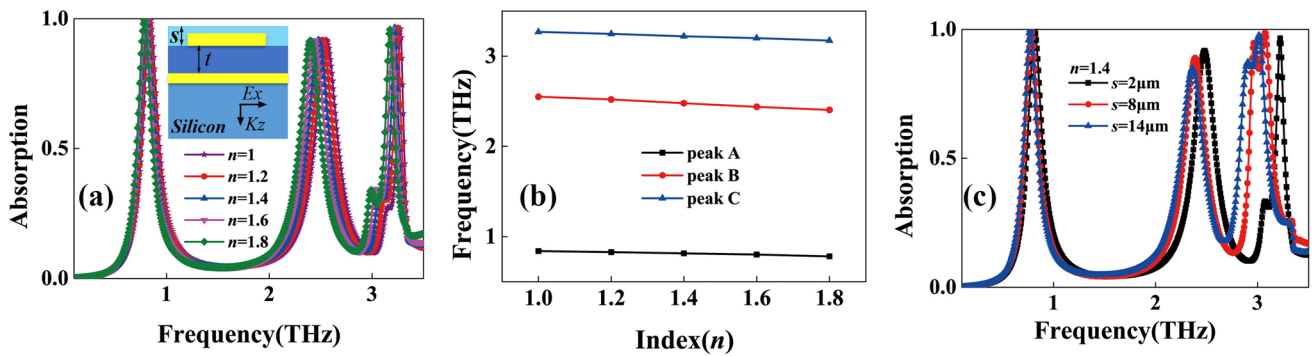 1.0
0.5
0.0
Absorption
s
t
Ex
Kz
Silicon
n=1
n=1.2
n=1.4
n=1.6
n=1.8
(a)
1 2 3
Frequency(THz)
3
2
1
Frequency(THz)
(b)
peak A
peak B
peak C
1.0 1.2 1.4 1.6 1.8
Index(n)
1.0
0.5
0.0
Absorption
n=1.4
s=2μm
s=8μm
s=14μm
(c)
1 2 3
Frequency(THz)